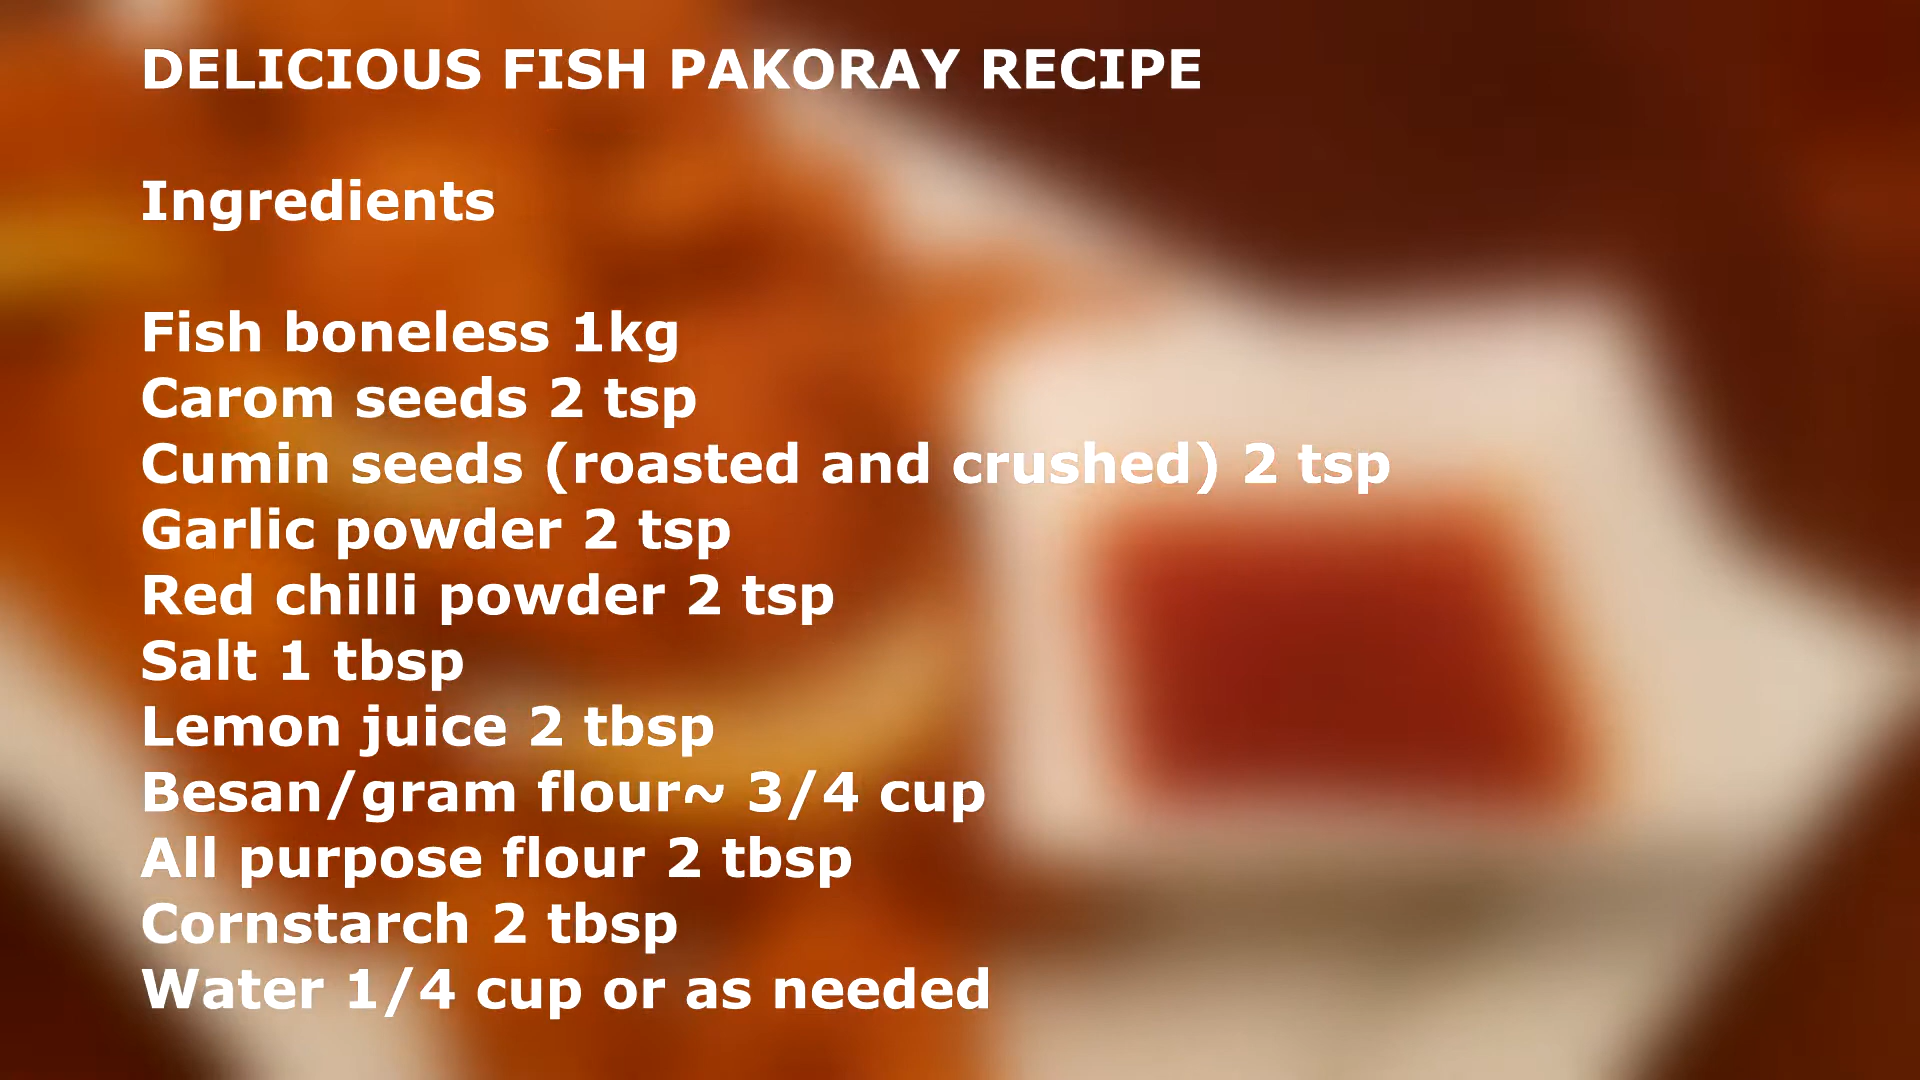 DELICIOUS FISH PAKORAY RECIPE
Ingredients
Fish boneless 1kg
Carom seeds 2 tsp
Cumin seeds (roasted and crushed) 2 tsp
Garlic powder 2 tsp
Red chilli powder 2 tsp
Salt 1 tbsp
Lemon juice 2 tbsp
Besan/gram flour~ 3/4 cup
All purpose flour 2 tbsp
Cornstarch 2 tbsp
Water 1/4 cup or as needed